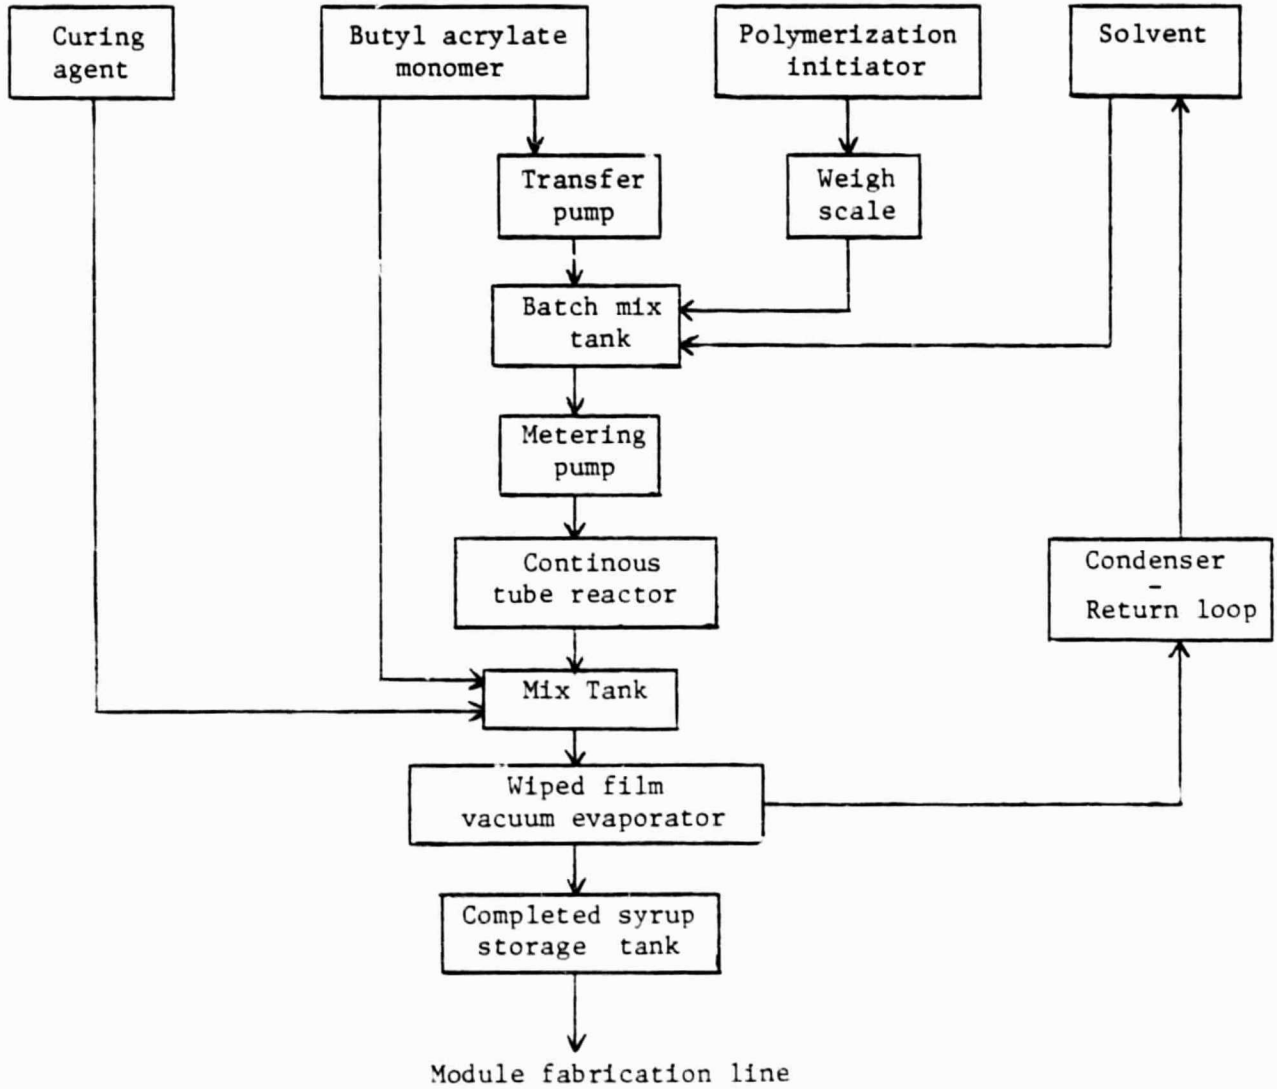 Curing
agent
Butyl acrylate
monomer
Polymerization
initiator
Solvent
Transfer
pump
Weigh
scale
Batch mix
tank
Metering
pump
Continous
tube reactor
Condenser
-
Return loop
Mix Tank
Wiped film
vacuum evaporator
Completed syrup
storage tank
Module fabrication line